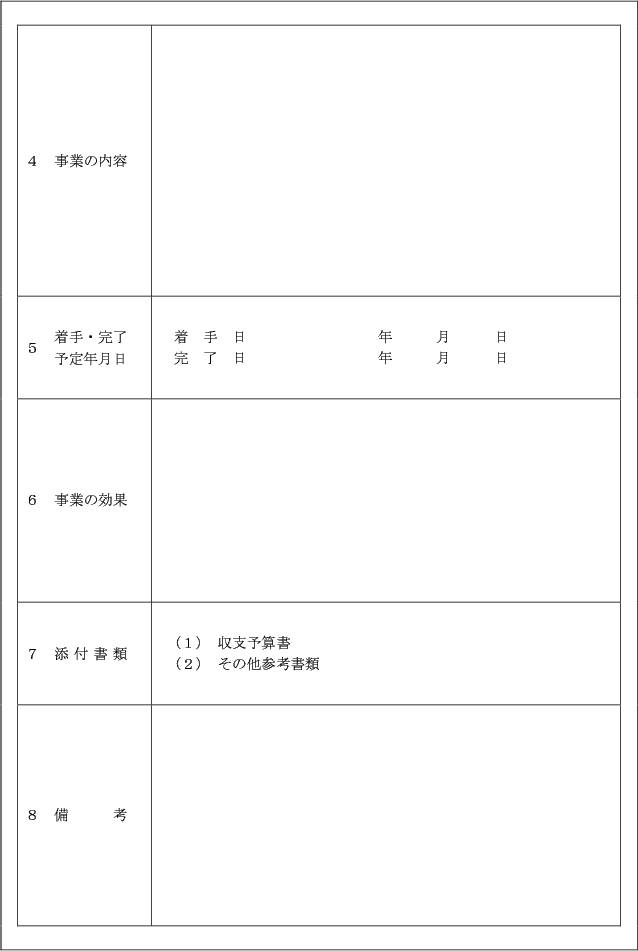 ４　事業の内容
５　着手・完了予定年月日
着　手　日　　　　　　　　　年　　　月　　　日
完　了　日　　　　　　　　　年　　　月　　　日
６　事業の効果
７　添付書類
（１）　収支予算書
（２）　その他参考書類
８　備　　　考